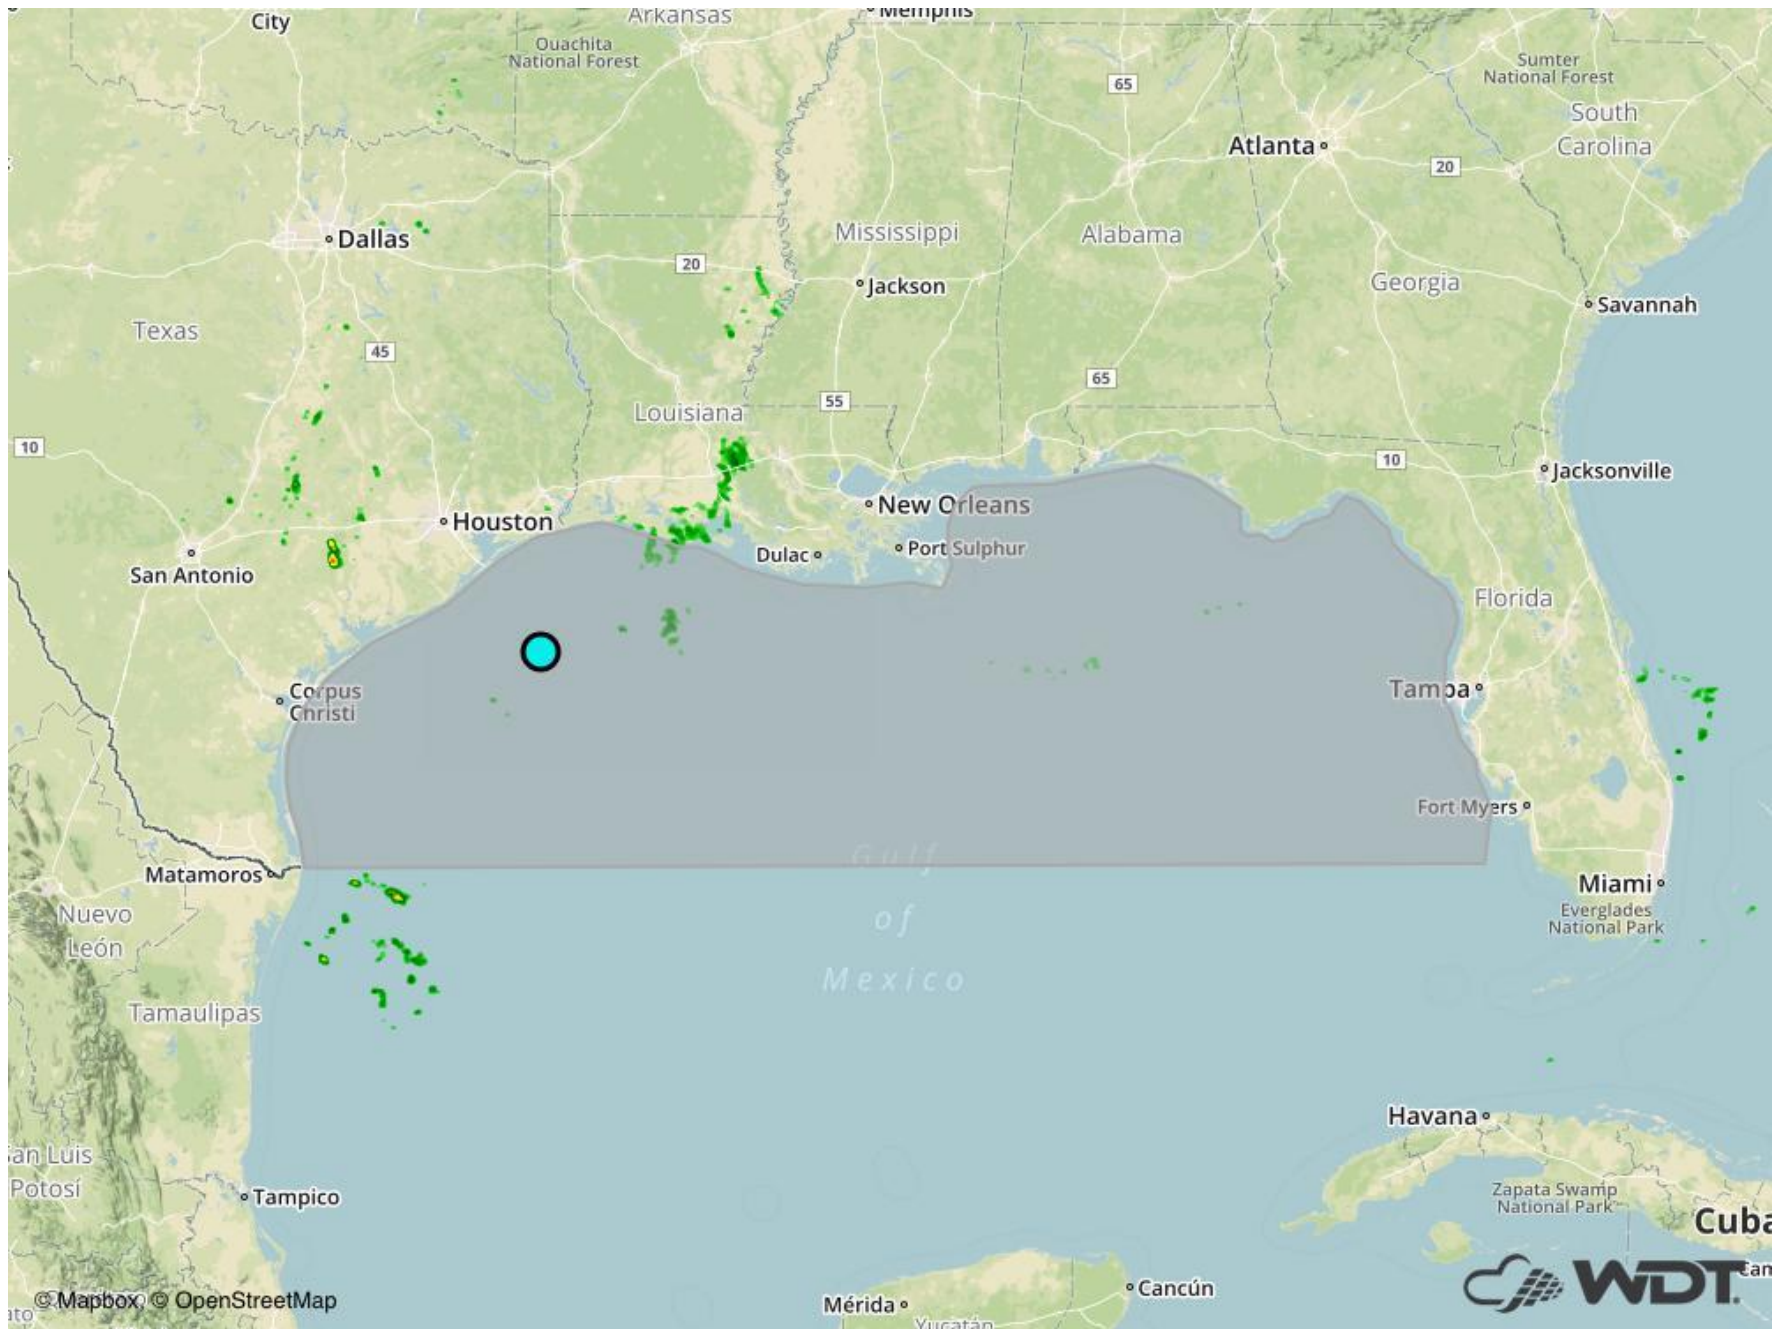 City
Arkansas
Memphis
Ouachita
National Forest
65
Sumter
National Forest
South
Carolina
Atlanta
20
Dallas
20
Mississippi
Alabama
Jackson
Georgia
Savannah
Texas
45
65
55
Louisiana
10
10
Jacksonville
New Orleans
Houston
Dulac
Port Sulphur
San Antonio
Florida
Corpus
Christi
Tampa
Fort Myers
Gulf
of
Mexico
Matamoros
Miami
Everglades
National Park
Nuevo
León
Tamaulipas
Havana
San Luis
Potosí
Tampico
Zapata Swamp
National Park
Cuba
WDT
Cancún
© Mapbox, © OpenStreetMap
Mérida
Yucatán